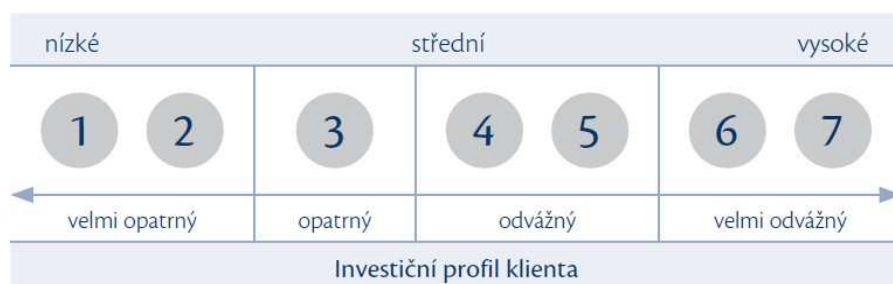 nízké střední vysoké
1 2 3 4 5 6 7
velmi opatrný opatrný odvážný velmi odvážný
Investiční profil klienta